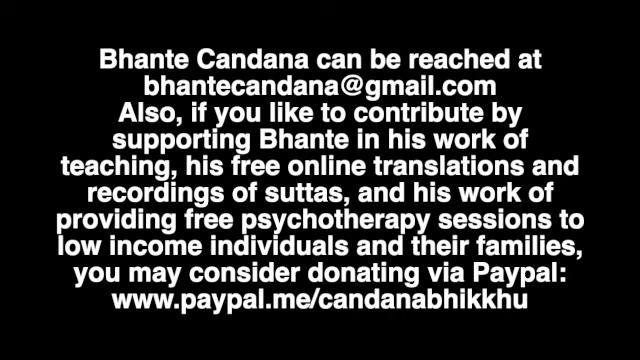 Bhante Candana can be reached at
bhantecandana@gmail.com
Also, if you like to contribute by
supporting Bhante in his work of
teaching, his free online translations and
recordings of suttas, and his work of
providing free psychotherapy sessions to
low income individuals and their families,
you may consider donating via Paypal:
www.paypal.me/candanabhikkhu